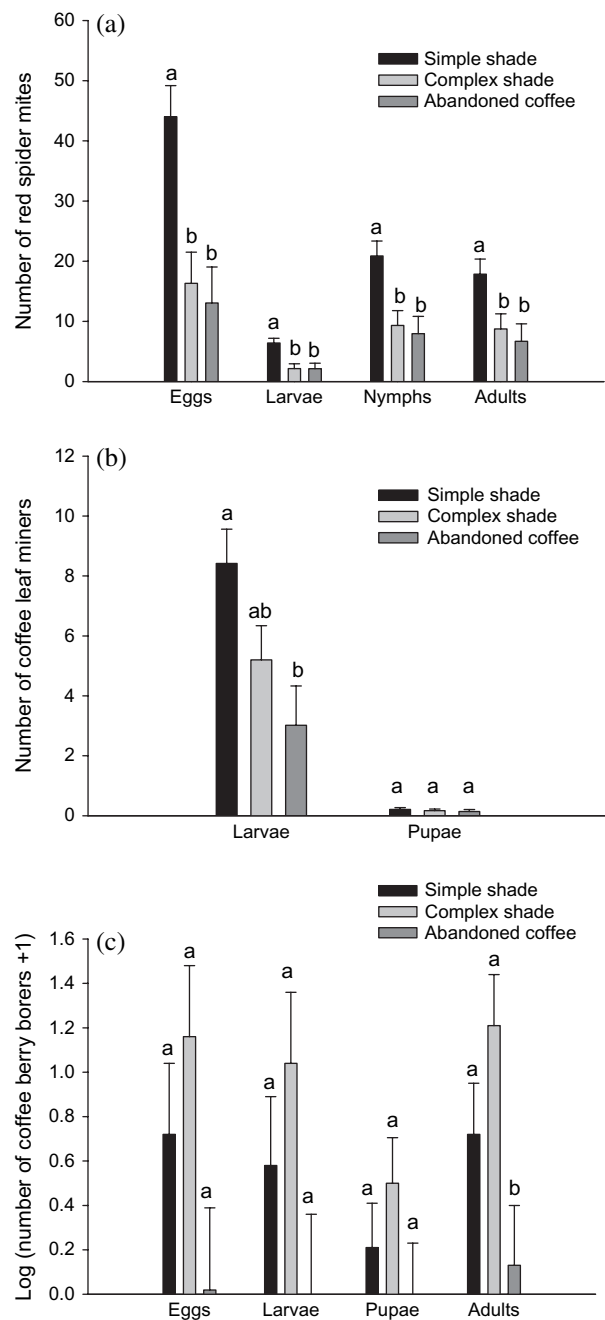 (a)
Simple shade
Complex shade
Abandoned coffee
Number of red spider mites
60
50
40
30
20
10
0
a
b
b
a
b
b
a
b
b
a
b
b
Eggs Larvae Nymphs Adults
(b)
Simple shade
Complex shade
Abandoned coffee
Number of coffee leaf miners
12
10
8
6
4
2
0
a
ab
b
a a a
Larvae Pupae
(c)
Simple shade
Complex shade
Abandoned coffee
Log (number of coffee berry borers +1)
1.6
1.4
1.2
1.0
0.8
0.6
0.4
0.2
0.0
a
a
a
a
a
a
a
a
a
a
a
b
Eggs Larvae Pupae Adults